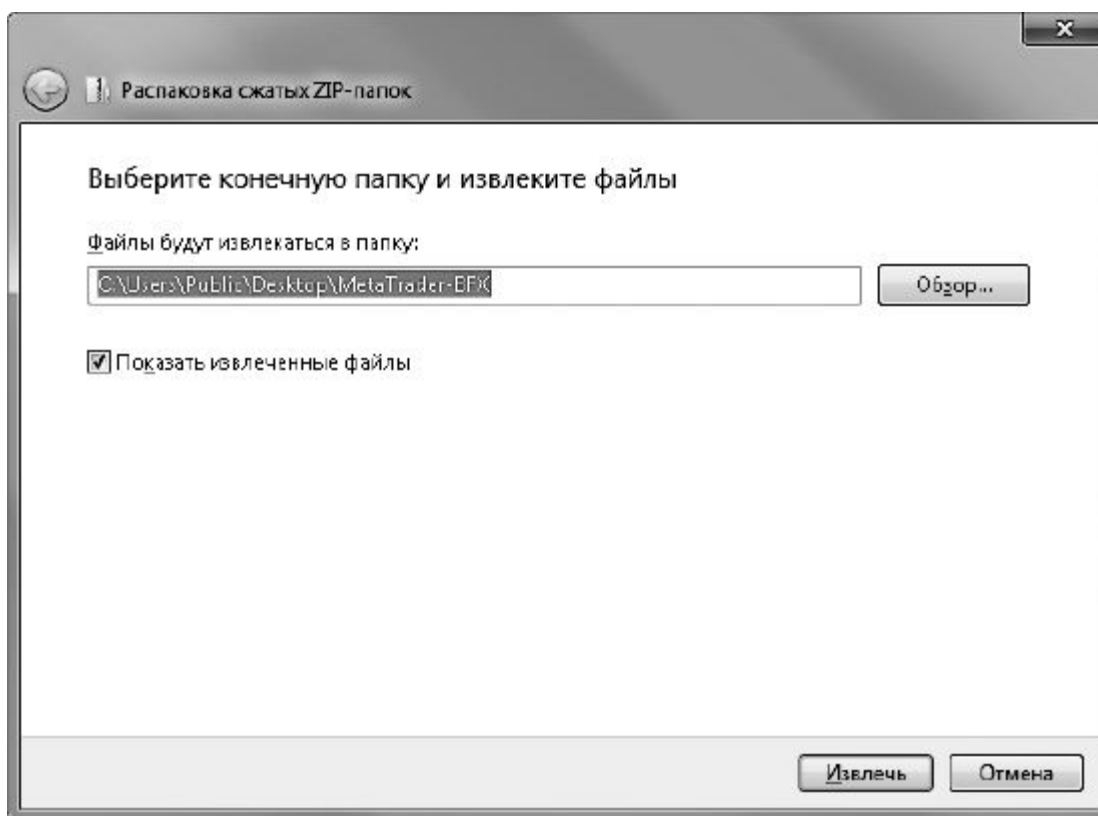 Распаковка сжатых ZIP-папок
Выберите конечную папку и извлеките файлы
Файлы будут извлекаться в папку:
C:\Users\Public\Desktop\MetaTrader-EFX
Обзор...
Показать извлеченные файлы
Извлечь
Отмена